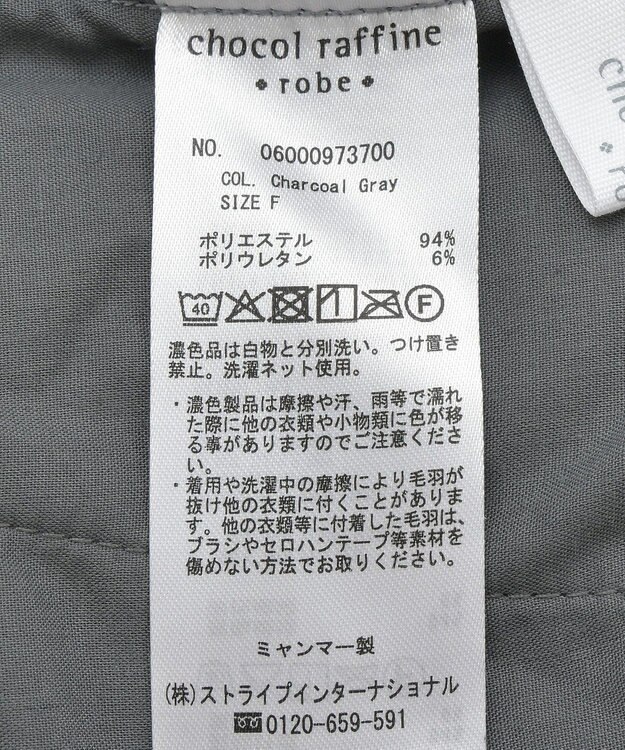 chocol raffine
robe
NO. 06000973700
COL. Charcoal Gray
SIZE F
ポリエステル 94%
ポリウレタン 6%
40 F
濃色品は白物と分別洗い。つけ置き
禁止。洗濯ネット使用。
・濃色製品は摩擦や汗、雨等で濡れ
た際に他の衣類や小物類に色が移
る事がありますのでご注意くださ
い。
・着用や洗濯中の摩擦により毛羽が
抜け他の衣類に付くことがありま
す。他の衣類等に付着した毛羽は、
ブラシやセロハンテープ等素材を
傷めない方法でお取りください。
ミャンマー製
(株)ストライプインターナショナル
0120-659-591